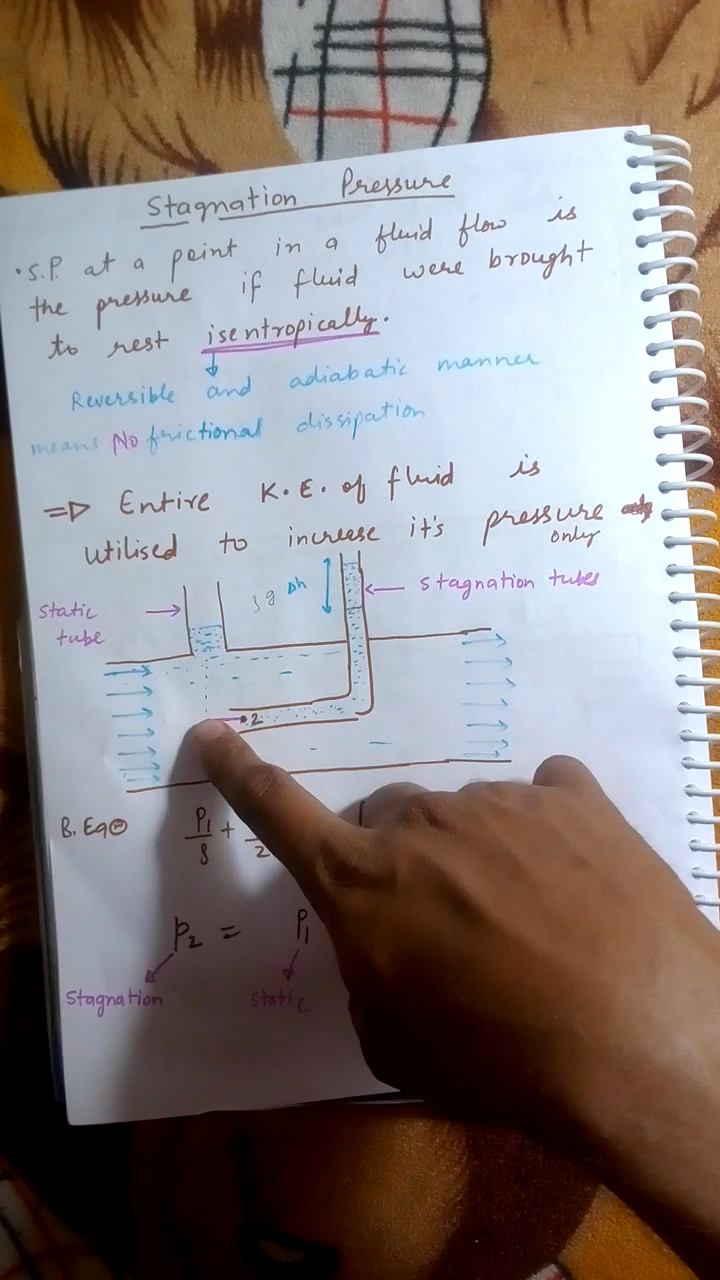 Stagnation Pressure
• S.P. at a point in a fluid flow is
the pressure if fluid were brought
to rest isentropically.
Reversible and adiabatic manner
means No frictional dissipation
⇒ Entire K.E. of fluid is
utilised to increase it's pressure
only
static
tube
ρg Δh
stagnation tubes
2
B. Eqⓝ
P1/ρ +
2
P2 = P1
Stagnation
static